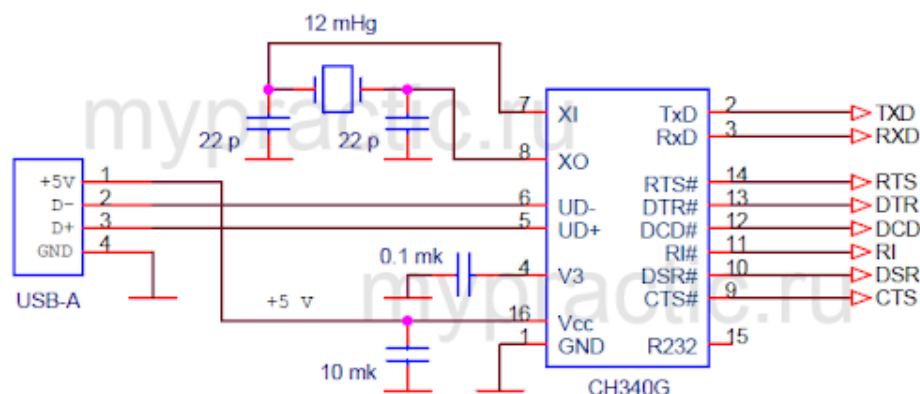 12 mHg
mypractic.ru
22 p
22 p
7 XI TxD 2 TXD
RxD 3 RXD
8 XO
+5V 1
RTS# 14 RTS
D- 2 6 UD- DTR# 13 DTR
D+ 3 5 UD+ DCD# 12 DCD
GND 4 RI# 11 RI
0.1 mk 4 V3 DSR# 10 DSR
CTS# 9 CTS
USB-A
mypractic.ru
+5 V 16 Vcc
1 GND R232 15
10 mk
CH340G